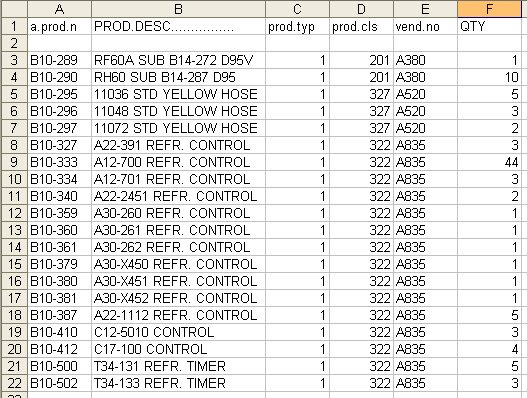 A B C D E F
1 a.prod.n PROD.DESC............... prod.typ prod.cls vend.no QTY
2
3 B10-289 RF60A SUB B14-272 D95V 1 201 A380 1
4 B10-290 RH60 SUB B14-287 D95 1 201 A380 10
5 B10-295 11036 STD YELLOW HOSE 1 327 A520 5
6 B10-296 11048 STD YELLOW HOSE 1 327 A520 3
7 B10-297 11072 STD YELLOW HOSE 1 327 A520 2
8 B10-327 A22-391 REFR. CONTROL 1 322 A835 3
9 B10-333 A12-700 REFR. CONTROL 1 322 A835 44
10 B10-334 A12-701 REFR. CONTROL 1 322 A835 3
11 B10-340 A22-2451 REFR. CONTROL 1 322 A835 2
12 B10-359 A30-260 REFR. CONTROL 1 322 A835 1
13 B10-360 A30-261 REFR. CONTROL 1 322 A835 1
14 B10-361 A30-262 REFR. CONTROL 1 322 A835 1
15 B10-379 A30-X450 REFR. CONTROL 1 322 A835 1
16 B10-380 A30-X451 REFR. CONTROL 1 322 A835 1
17 B10-381 A30-X452 REFR. CONTROL 1 322 A835 1
18 B10-387 A22-1112 REFR. CONTROL 1 322 A835 5
19 B10-410 C12-5010 CONTROL 1 322 A835 3
20 B10-412 C17-100 CONTROL 1 322 A835 4
21 B10-500 T34-131 REFR. TIMER 1 322 A835 5
22 B10-502 T34-133 REFR. TIMER 1 322 A835 3